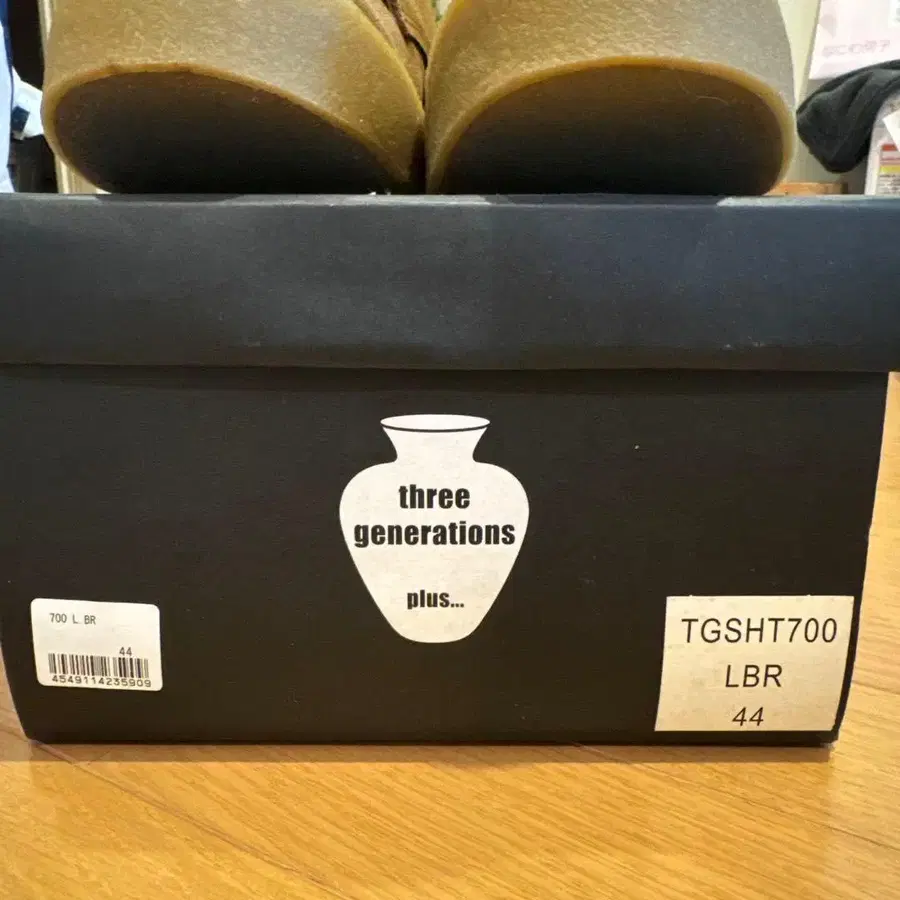 three
generations
plus...
700 L.BR
44
4549114235909
TGSHT700
LBR
44